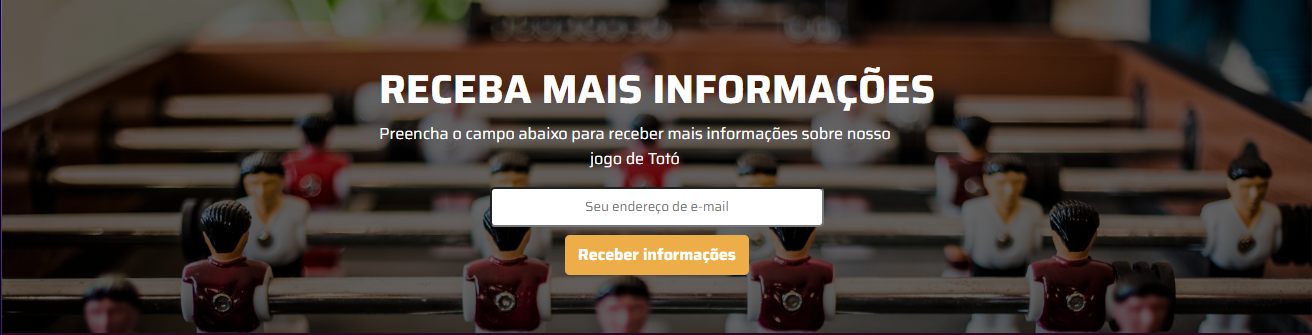 RECEBA MAIS INFORMAÇÕES
Preencha o campo abaixo para receber mais informações sobre nosso
jogo de Totó
Seu endereço de e-mail
Receber informações